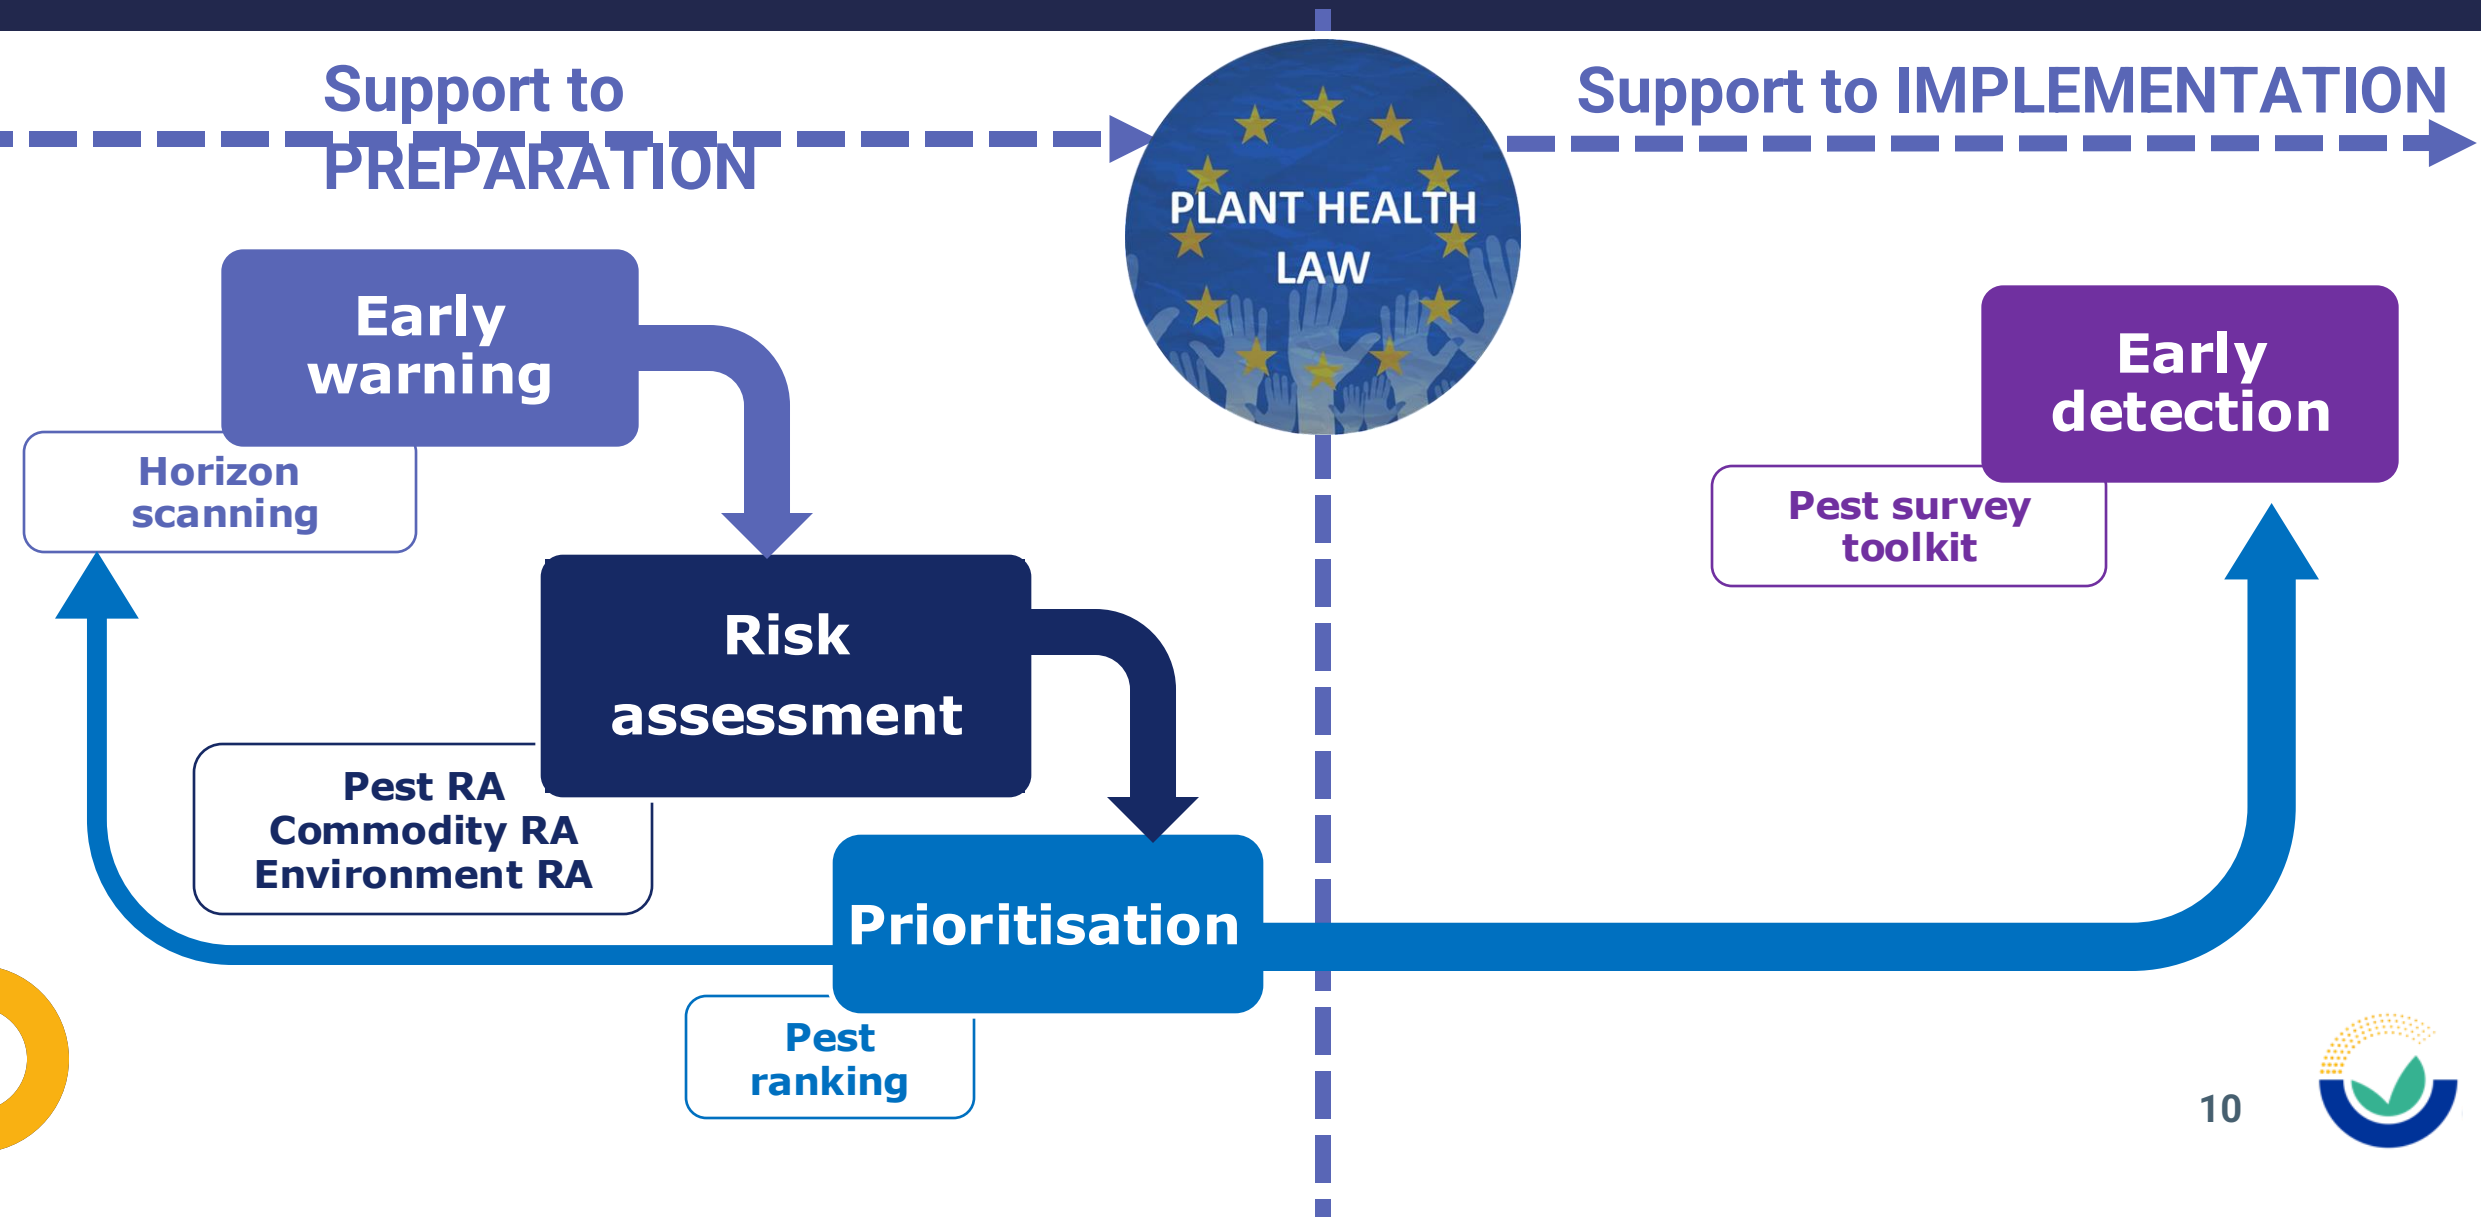 Support to
PREPARATION
PLANT HEALTH
LAW
Support to IMPLEMENTATION
Early
warning
Horizon
scanning
Risk
assessment
Pest RA
Commodity RA
Environment RA
Prioritisation
Pest
ranking
Early
detection
Pest survey
toolkit
10